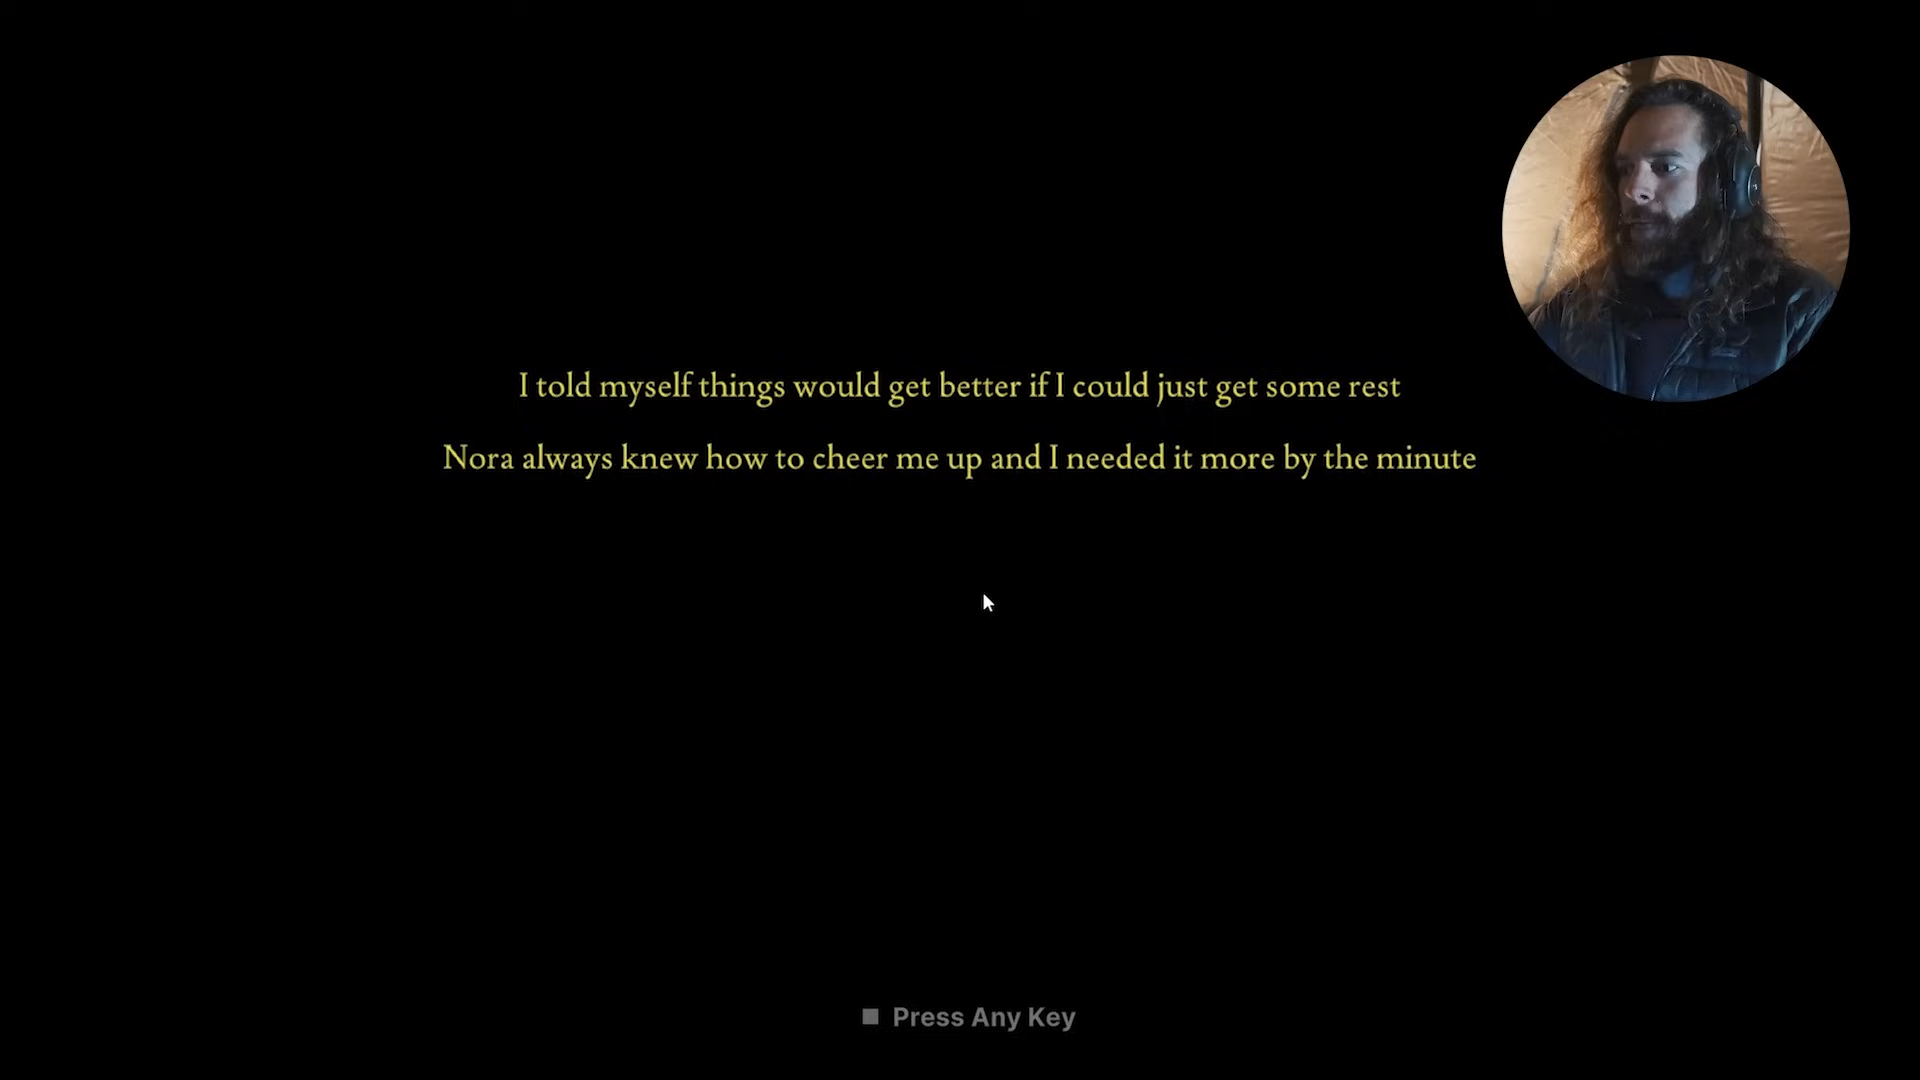 I told myself things would get better if I could just get some rest
Nora always knew how to cheer me up and I needed it more by the minute
Press Any Key